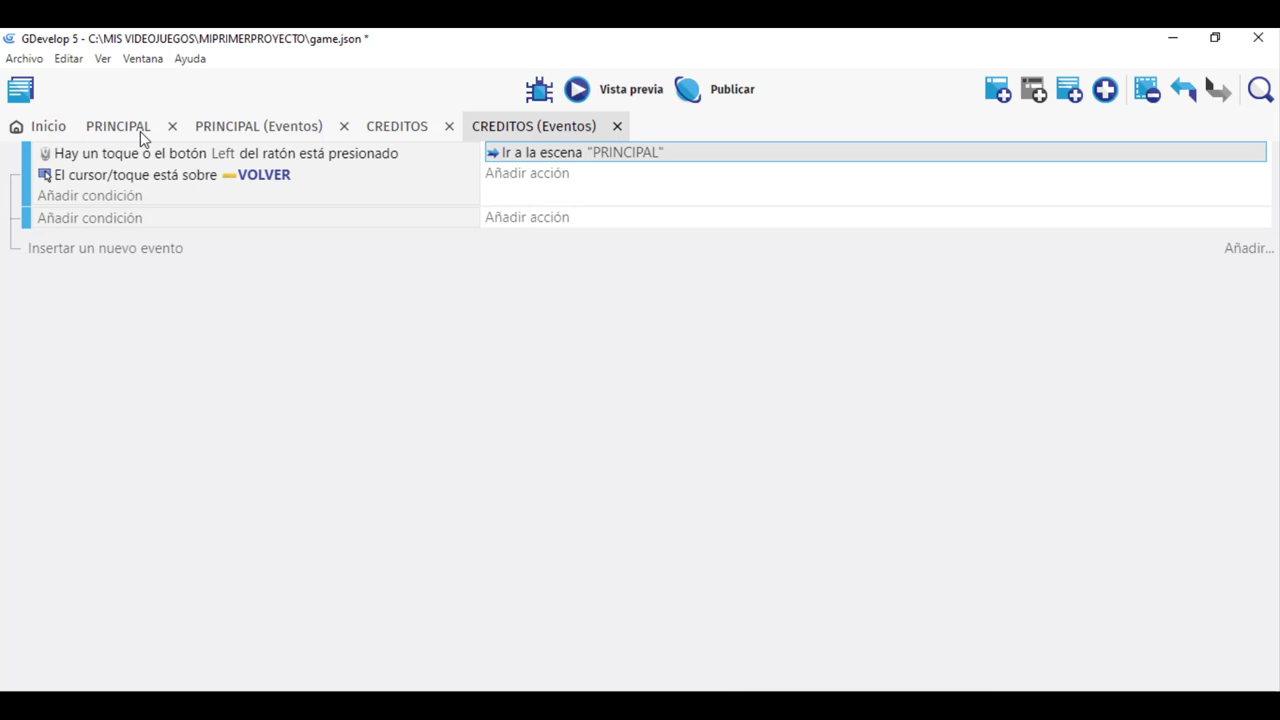 GDevelop 5 - C:\MIS VIDEOJUEGOS\MIPRIMERPROYECTO\game.json *
Archivo Editar Ver Ventana Ayuda
Vista previa Publicar
Inicio PRINCIPAL PRINCIPAL (Eventos) CREDITOS CREDITOS (Eventos)
Hay un toque o el botón Left del ratón está presionado Ir a la escena "PRINCIPAL"
El cursor/toque está sobre VOLVER Añadir acción
Añadir condición
Añadir condición Añadir acción
Insertar un nuevo evento Añadir...